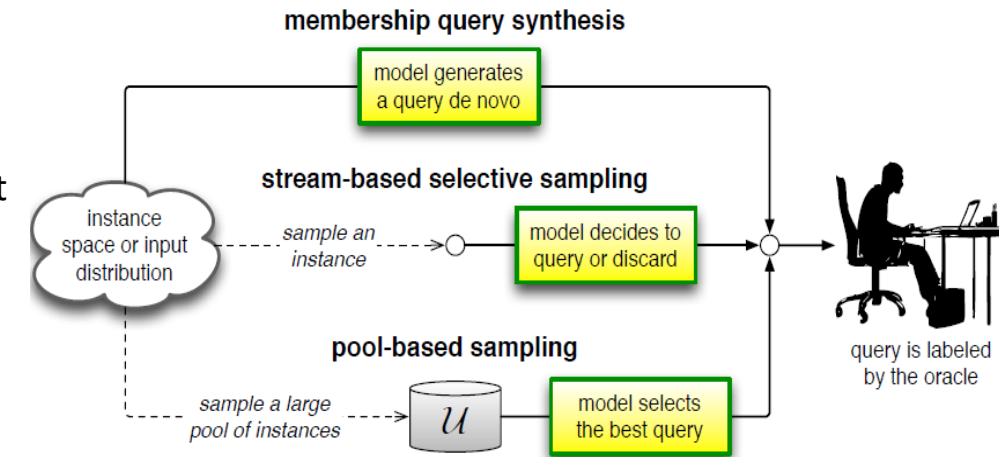 membership query synthesis
model generates
a query de novo
t
stream-based selective sampling
instance
space or input
distribution
sample an
instance
model decides to
query or discard
pool-based sampling
sample a large
pool of instances
U
model selects
the best query
query is labeled
by the oracle